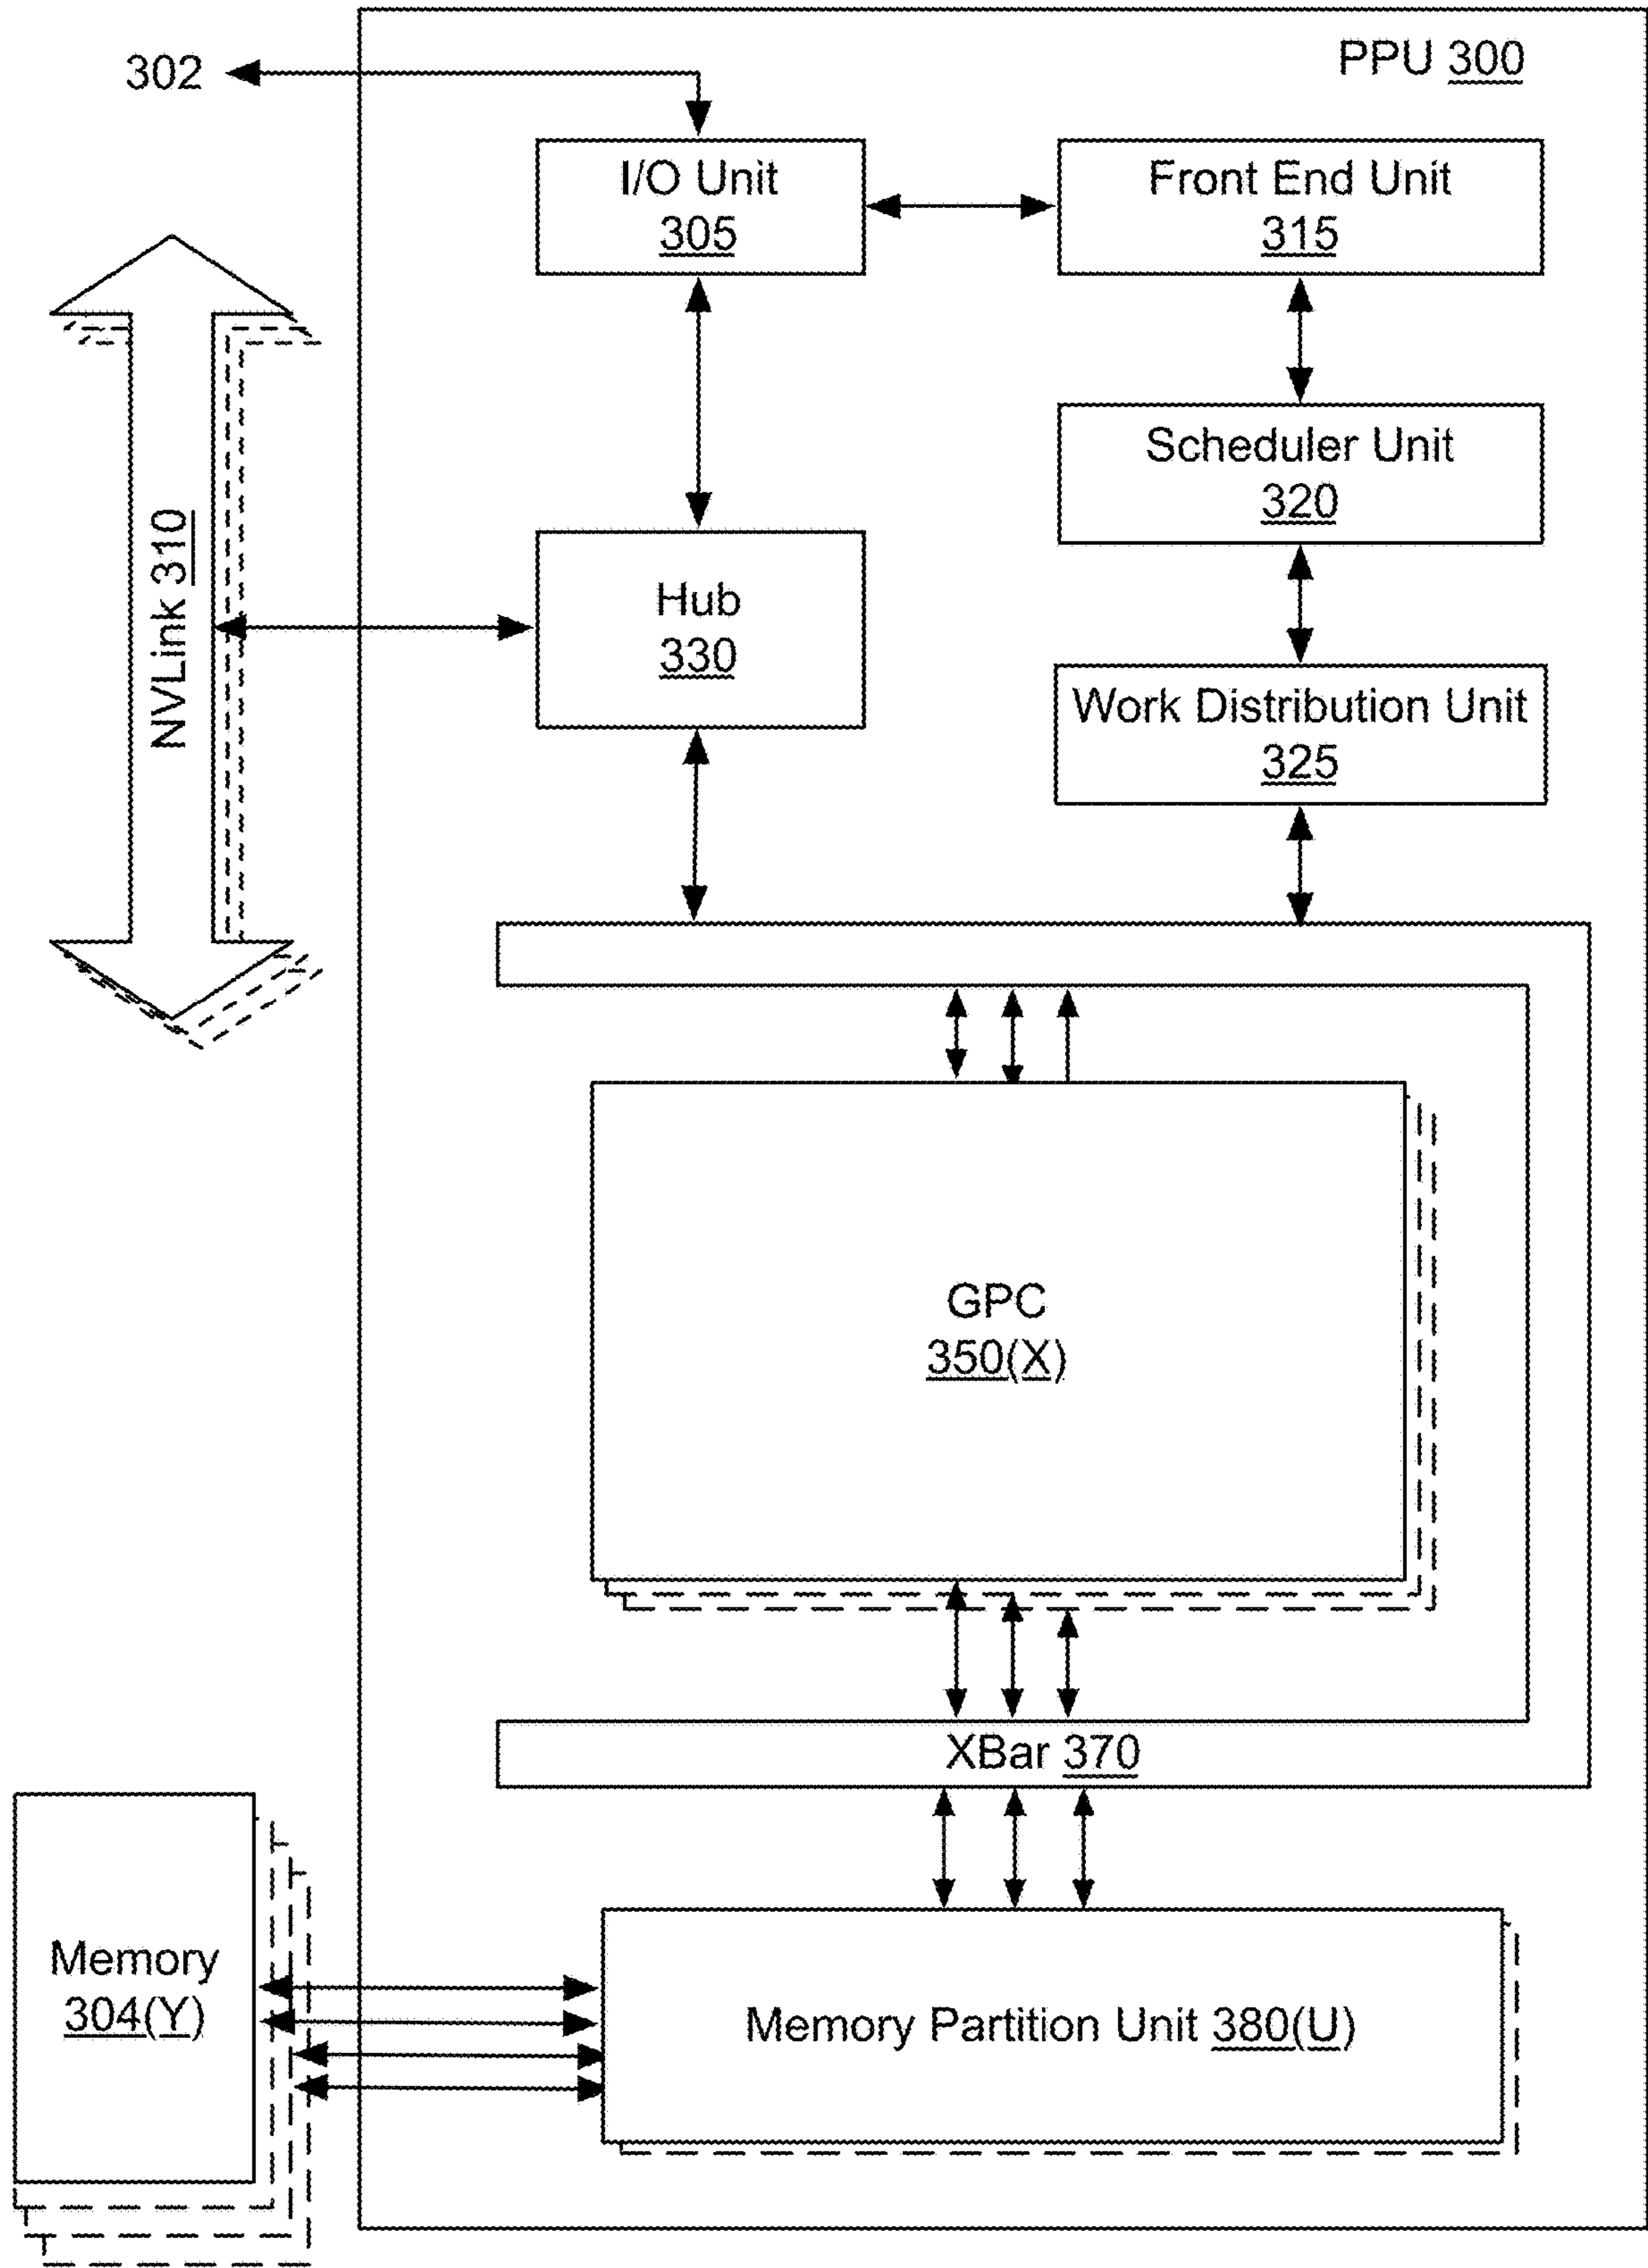 PPU 300
302
I/O Unit
305
Front End Unit
315
Scheduler Unit
320
NVLink 310
Hub
330
Work Distribution Unit
325
GPC
350(X)
XBar 370
Memory
304(Y)
Memory Partition Unit 380(U)